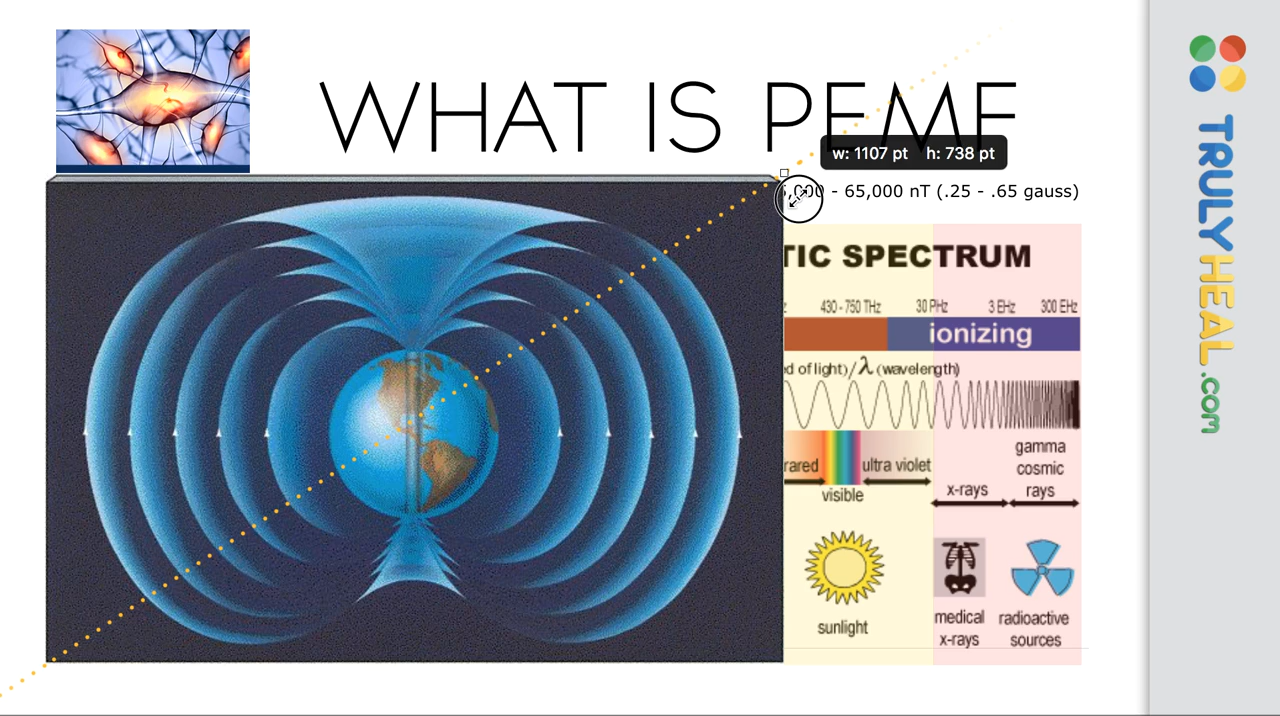 WHAT IS PEMF
w: 1107 pt h: 738 pt
,000 - 65,000 nT (.25 - .65 gauss)
TIC SPECTRUM
430 - 750 THz 30 PHz 3 EHz 300 EHz
ionizing
ed of light)/λ (wavelength)
gamma
cosmic
rays
rared ultra violet
x-rays
visible
sunlight
medical
x-rays
radioactive
sources
TRULYHEAL.com